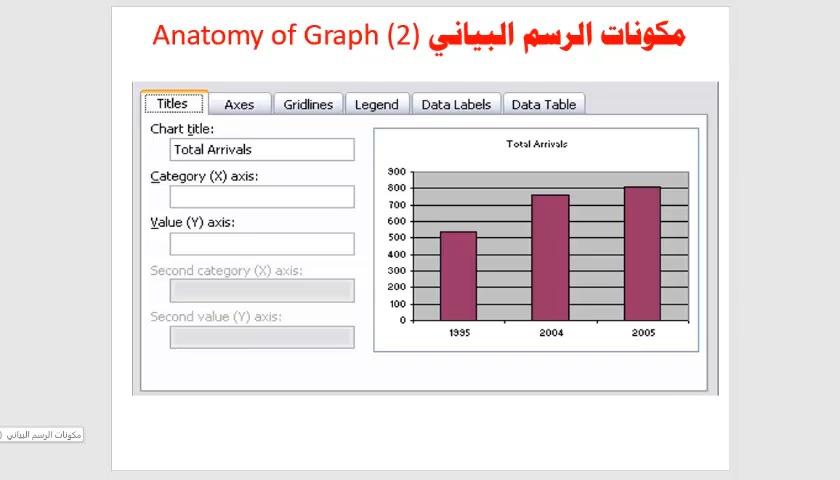 Anatomy of Graph (2) مكونات الرسم البياني
Titles Axes Gridlines Legend Data Labels Data Table
Chart title:
Total Arrivals
Category (X) axis:
Value (Y) axis:
Second category (X) axis:
Second value (Y) axis:
Total Arrivals
900
800
700
600
500
400
300
200
100
0
1995 2004 2005
مكونات الرسم البياني (